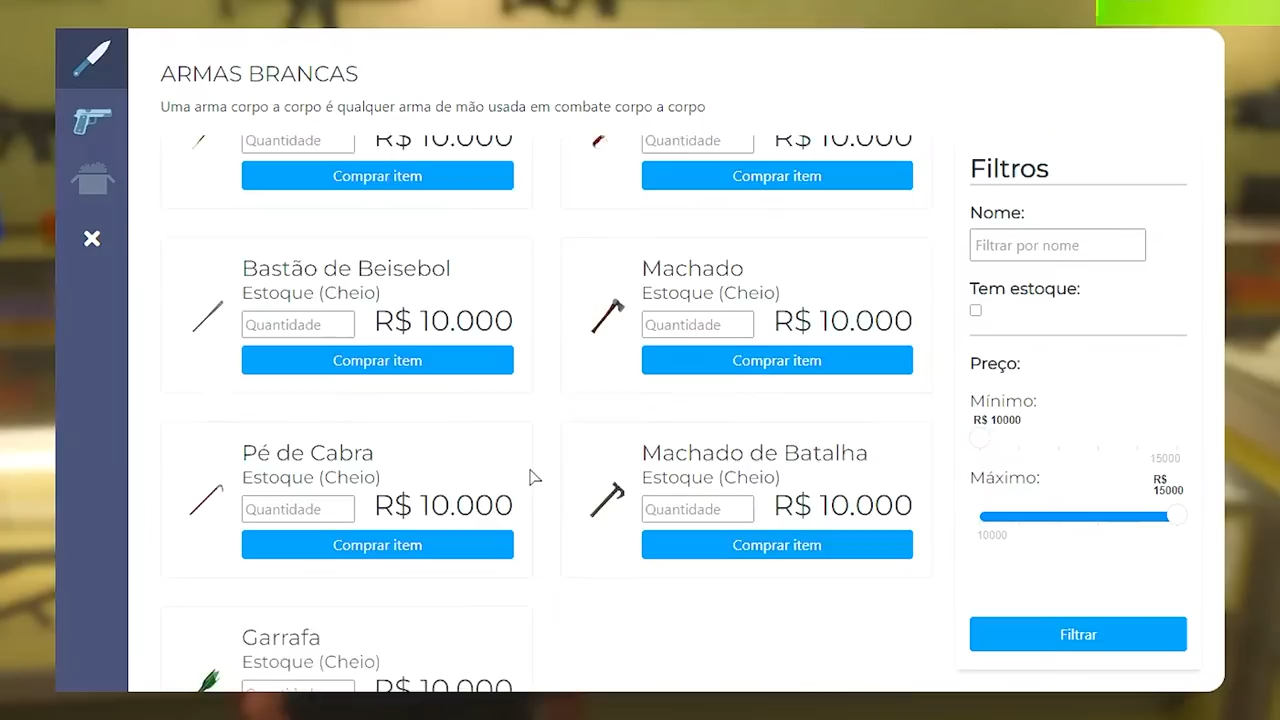 ARMAS BRANCAS
Uma arma corpo a corpo é qualquer arma de mão usada em combate corpo a corpo
Quantidade R$ 10.000
Comprar item
Quantidade R$ 10.000
Comprar item
Bastão de Beisebol
Estoque (Cheio)
Quantidade R$ 10.000
Comprar item
Machado
Estoque (Cheio)
Quantidade R$ 10.000
Comprar item
Pé de Cabra
Estoque (Cheio)
Quantidade R$ 10.000
Comprar item
Machado de Batalha
Estoque (Cheio)
Quantidade R$ 10.000
Comprar item
Garrafa
Estoque (Cheio)
Quantidade R$ 10.000
Filtros
Nome:
Filtrar por nome
Tem estoque:
Preço:
Mínimo:
R$ 10000
15000
Máximo:
R$
15000
10000
Filtrar